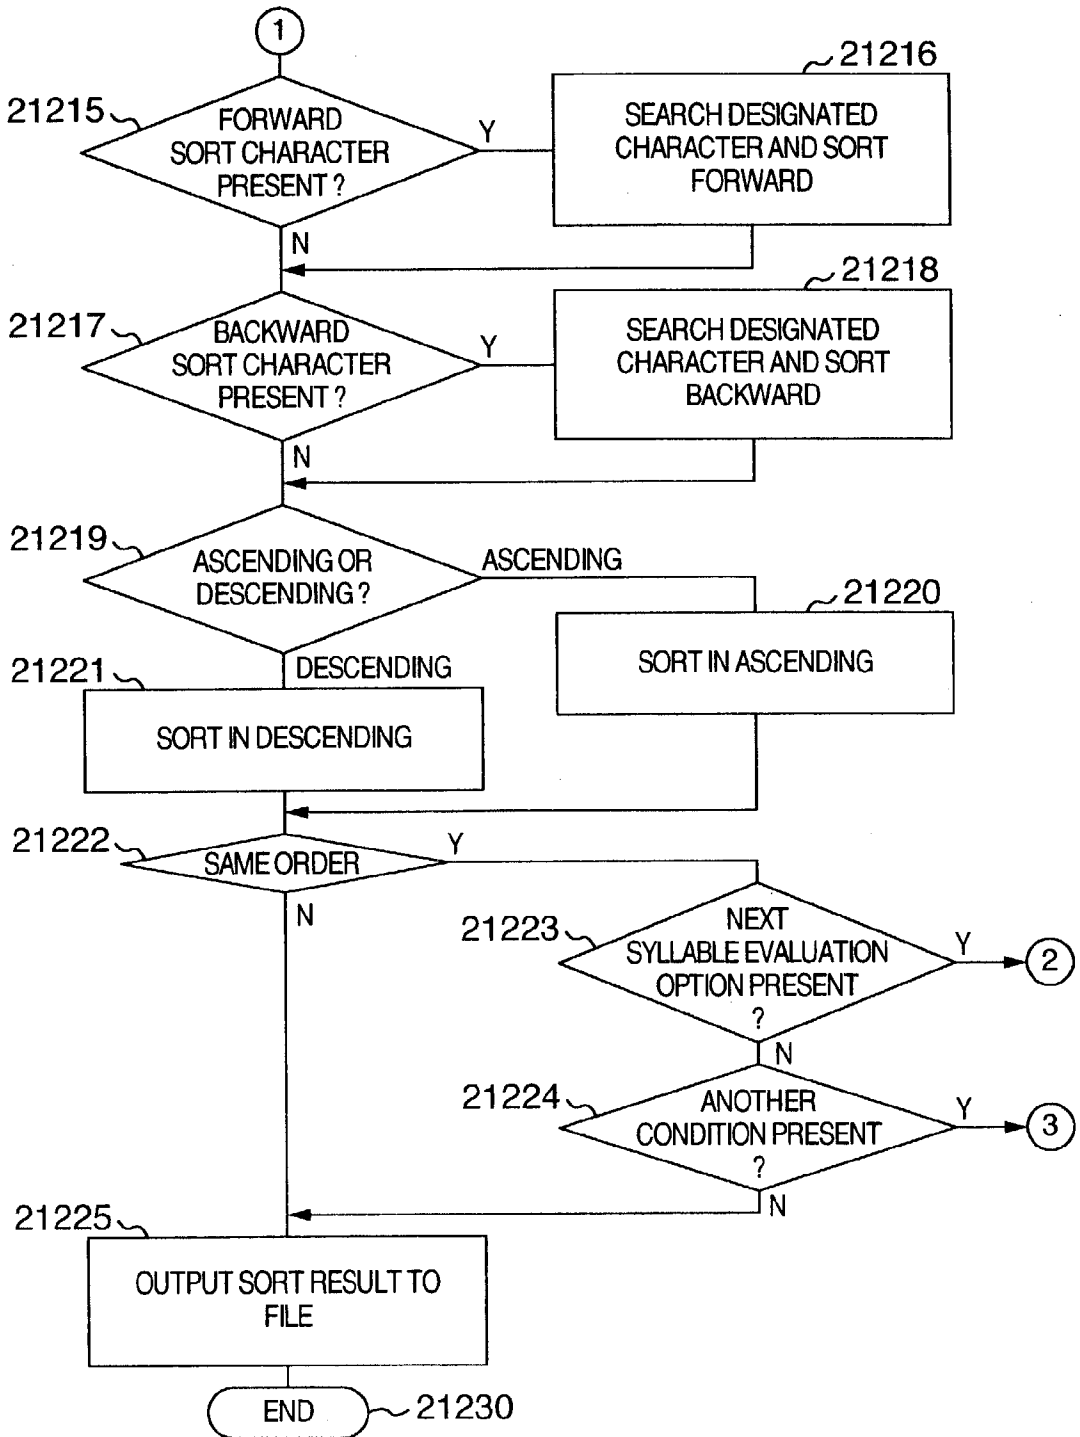 1
21215
FORWARD
SORT CHARACTER
PRESENT ?
Y
N
21216
SEARCH DESIGNATED
CHARACTER AND SORT
FORWARD
21217
BACKWARD
SORT CHARACTER
PRESENT ?
Y
N
21218
SEARCH DESIGNATED
CHARACTER AND SORT
BACKWARD
21219
ASCENDING OR
DESCENDING ?
ASCENDING
DESCENDING
21220
SORT IN ASCENDING
21221
SORT IN DESCENDING
21222
SAME ORDER
Y
N
21223
NEXT
SYLLABLE EVALUATION
OPTION PRESENT
?
Y
2
N
21224
ANOTHER
CONDITION PRESENT
?
Y
3
N
21225
OUTPUT SORT RESULT TO
FILE
END
21230